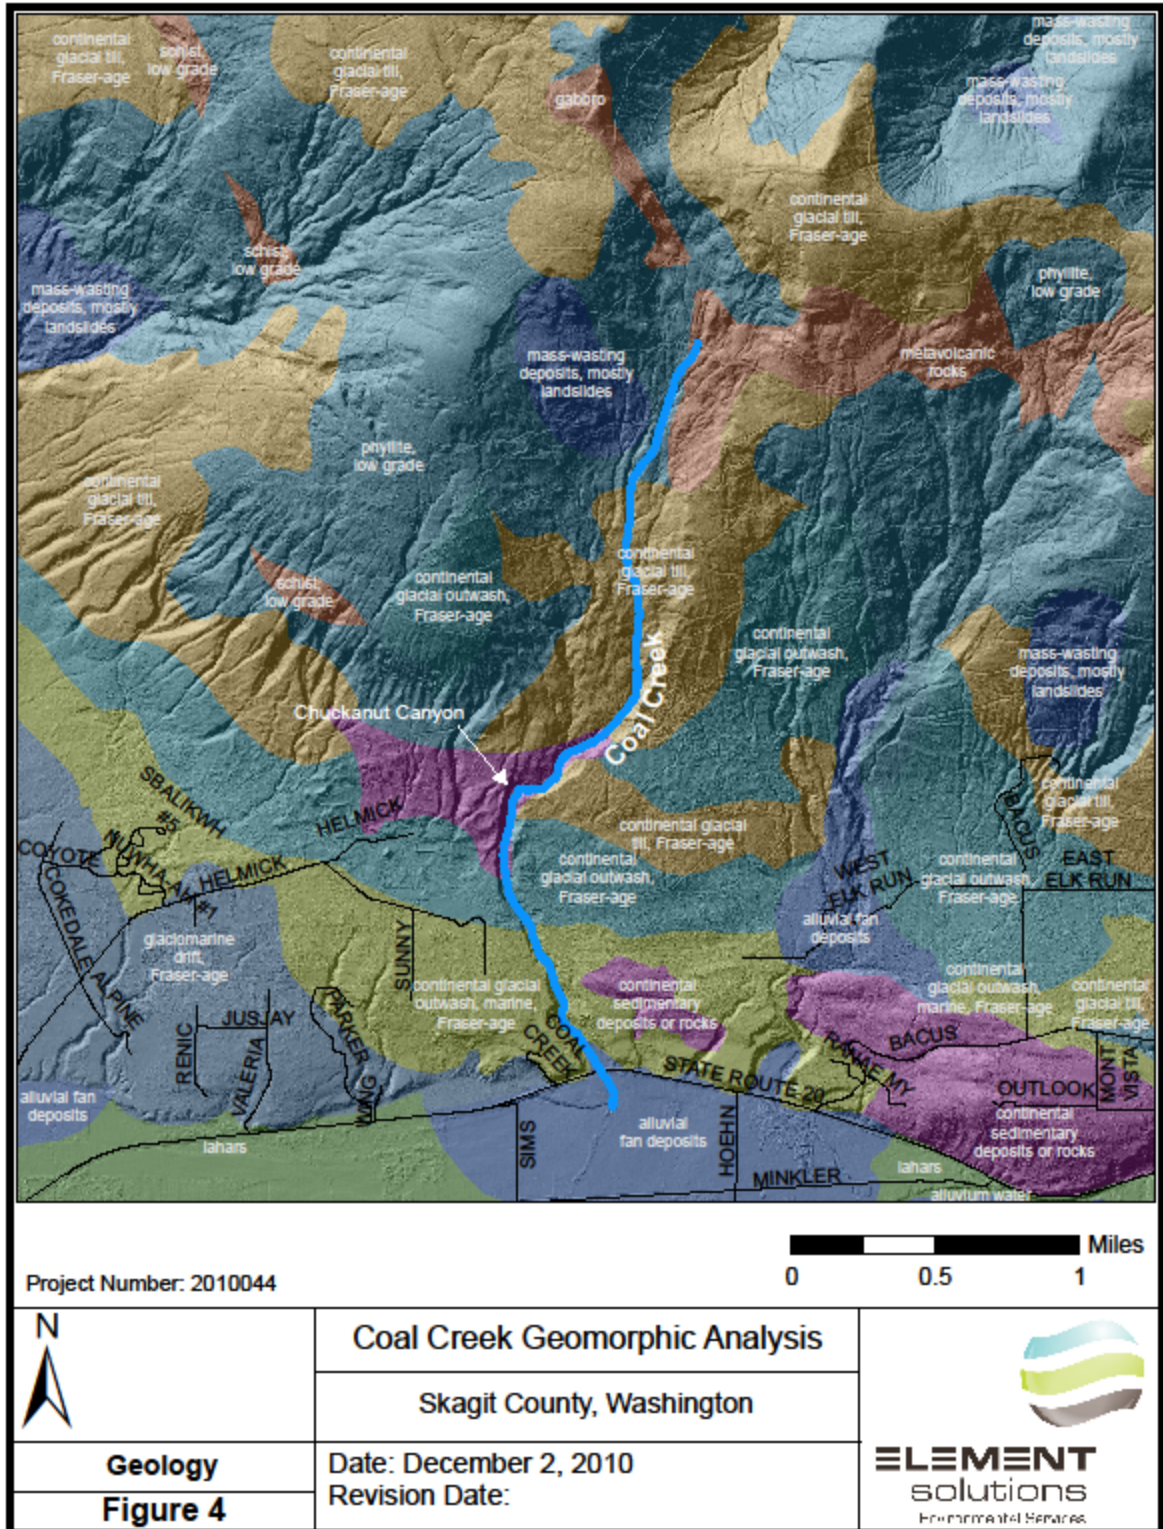 continental
glacial till,
Fraser-age
schist
low grade
continental
glacial till,
Fraser-age
gabbro
mass-wasting
deposits, mostly
landslides
mass-wasting
deposits, mostly
landslides
continental
glacial till,
Fraser-age
schist,
low grade
phyllite,
low grade
mass-wasting
deposits, mostly
landslides
mass-wasting
deposits, mostly
landslides
metavolcanic
rocks
phyllite,
low grade
continental
glacial till,
Fraser-age
continental
glacial till,
Fraser-age
schist,
low grade
continental
glacial outwash,
Fraser-age
continental
glacial outwash,
Fraser-age
mass-wasting
deposits, mostly
landslides
Coal Creek
Chuckanut Canyon
SBALIKWH
#5
HELMICK
continental glacial
till, Fraser-age
continental
glacial till,
Fraser-age
BACUS
COYOTE
NUWHA-AH #1
HELMICK
COKEDALE ALPINE
continental
glacial outwash,
Fraser-age
WEST
ELK RUN
continental
glacial outwash,
Fraser-age
EAST
ELK RUN
alluvial fan
deposits
glaciomarine
drift,
Fraser-age
SUNNY
continental glacial
outwash, marine,
Fraser-age
continental
sedimentary
deposits or rocks
continental
glacial outwash,
marine, Fraser-age
continental
glacial till,
Fraser-age
RENIC
JUSJAY
VALERIA
PARKER
KING
COAL
CREEK
STATE ROUTE 20
RANAE MY
BACUS
OUTLOOK
MONT
VISTA
alluvial fan
deposits
lahars
SIMS
alluvial
fan deposits
HOEHN
MINKLER
continental
sedimentary
deposits or rocks
lahars
alluvium water
Miles
0 0.5 1
Project Number: 2010044
N
Coal Creek Geomorphic Analysis
Skagit County, Washington
Geology
Figure 4
Date: December 2, 2010
Revision Date:
ELEMENT
solutions
Environmental Services